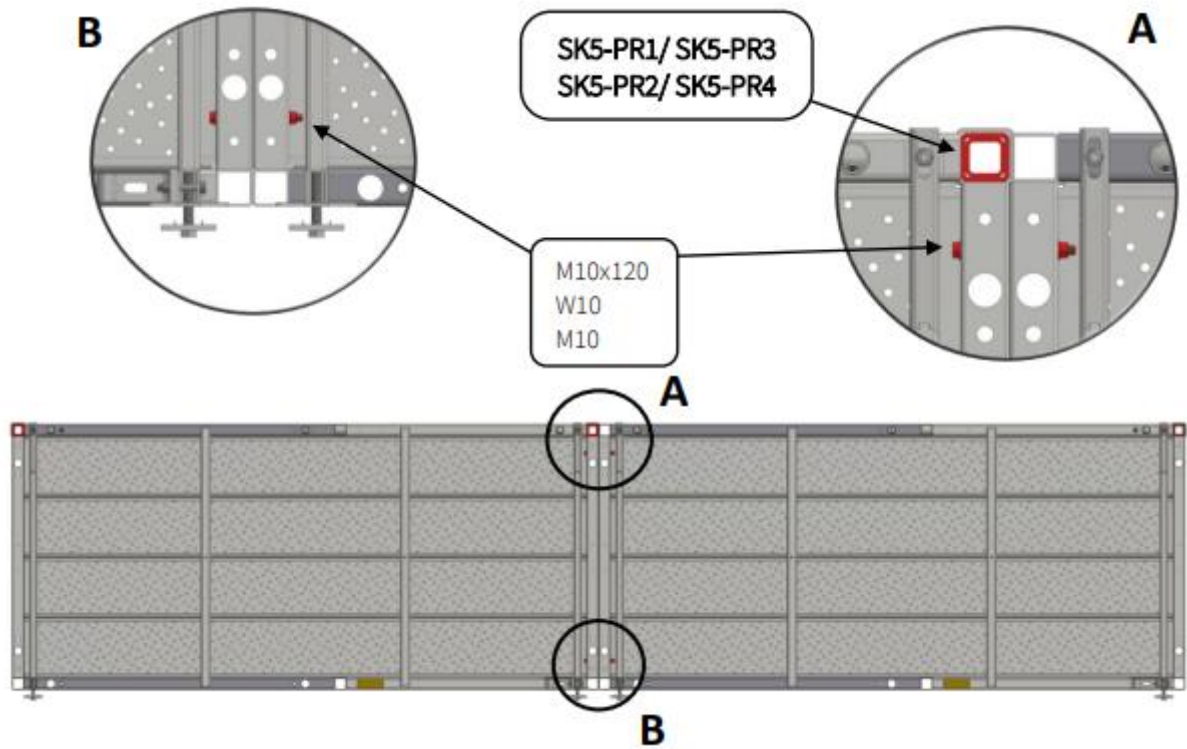 B
A
SK5-PR1/ SK5-PR3
SK5-PR2/ SK5-PR4
M10x120
W10
M10
A
B